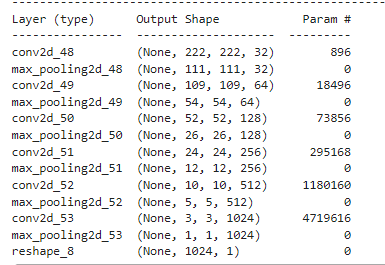 Layer (type) Output Shape Param #
conv2d_48 (None, 222, 222, 32) 896
max_pooling2d_48 (None, 111, 111, 32) 0
conv2d_49 (None, 109, 109, 64) 18496
max_pooling2d_49 (None, 54, 54, 64) 0
conv2d_50 (None, 52, 52, 128) 73856
max_pooling2d_50 (None, 26, 26, 128) 0
conv2d_51 (None, 24, 24, 256) 295168
max_pooling2d_51 (None, 12, 12, 256) 0
conv2d_52 (None, 10, 10, 512) 1180160
max_pooling2d_52 (None, 5, 5, 512) 0
conv2d_53 (None, 3, 3, 1024) 4719616
max_pooling2d_53 (None, 1, 1, 1024) 0
reshape_8 (None, 1024, 1) 0